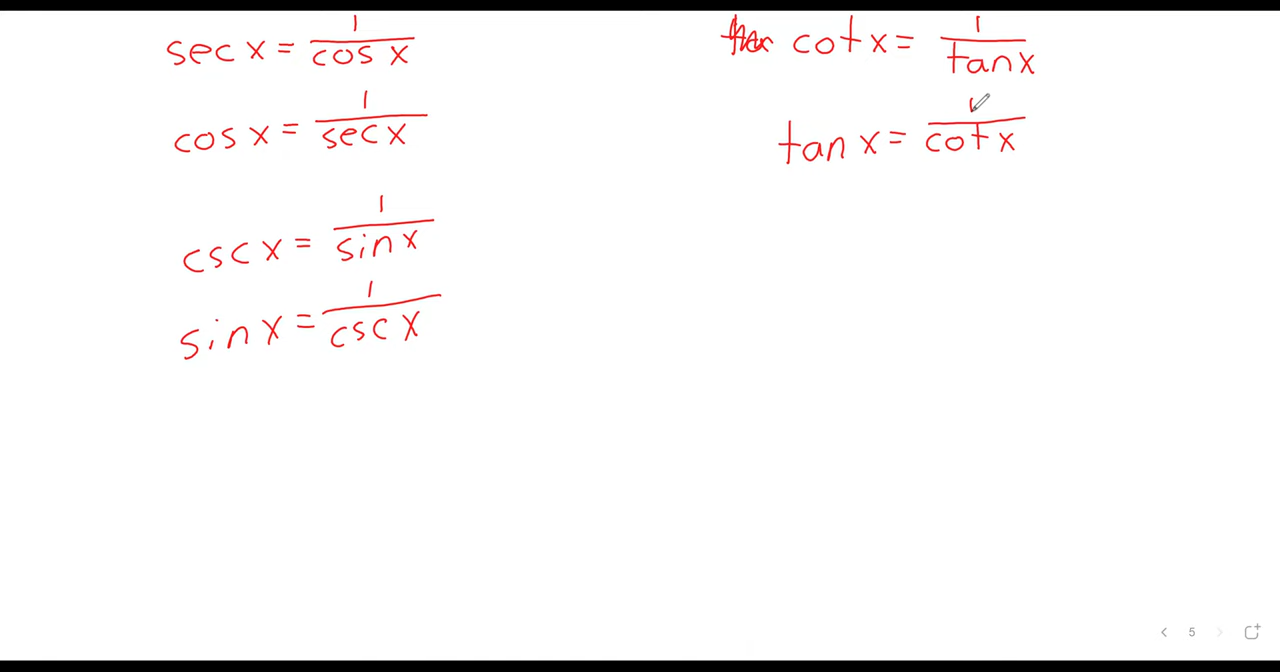 sec x = 1/cos x
cos x = 1/sec x
csc x = 1/sin x
sin x = 1/csc x
cot x = 1/tan x
tan x = 1/cot x
5